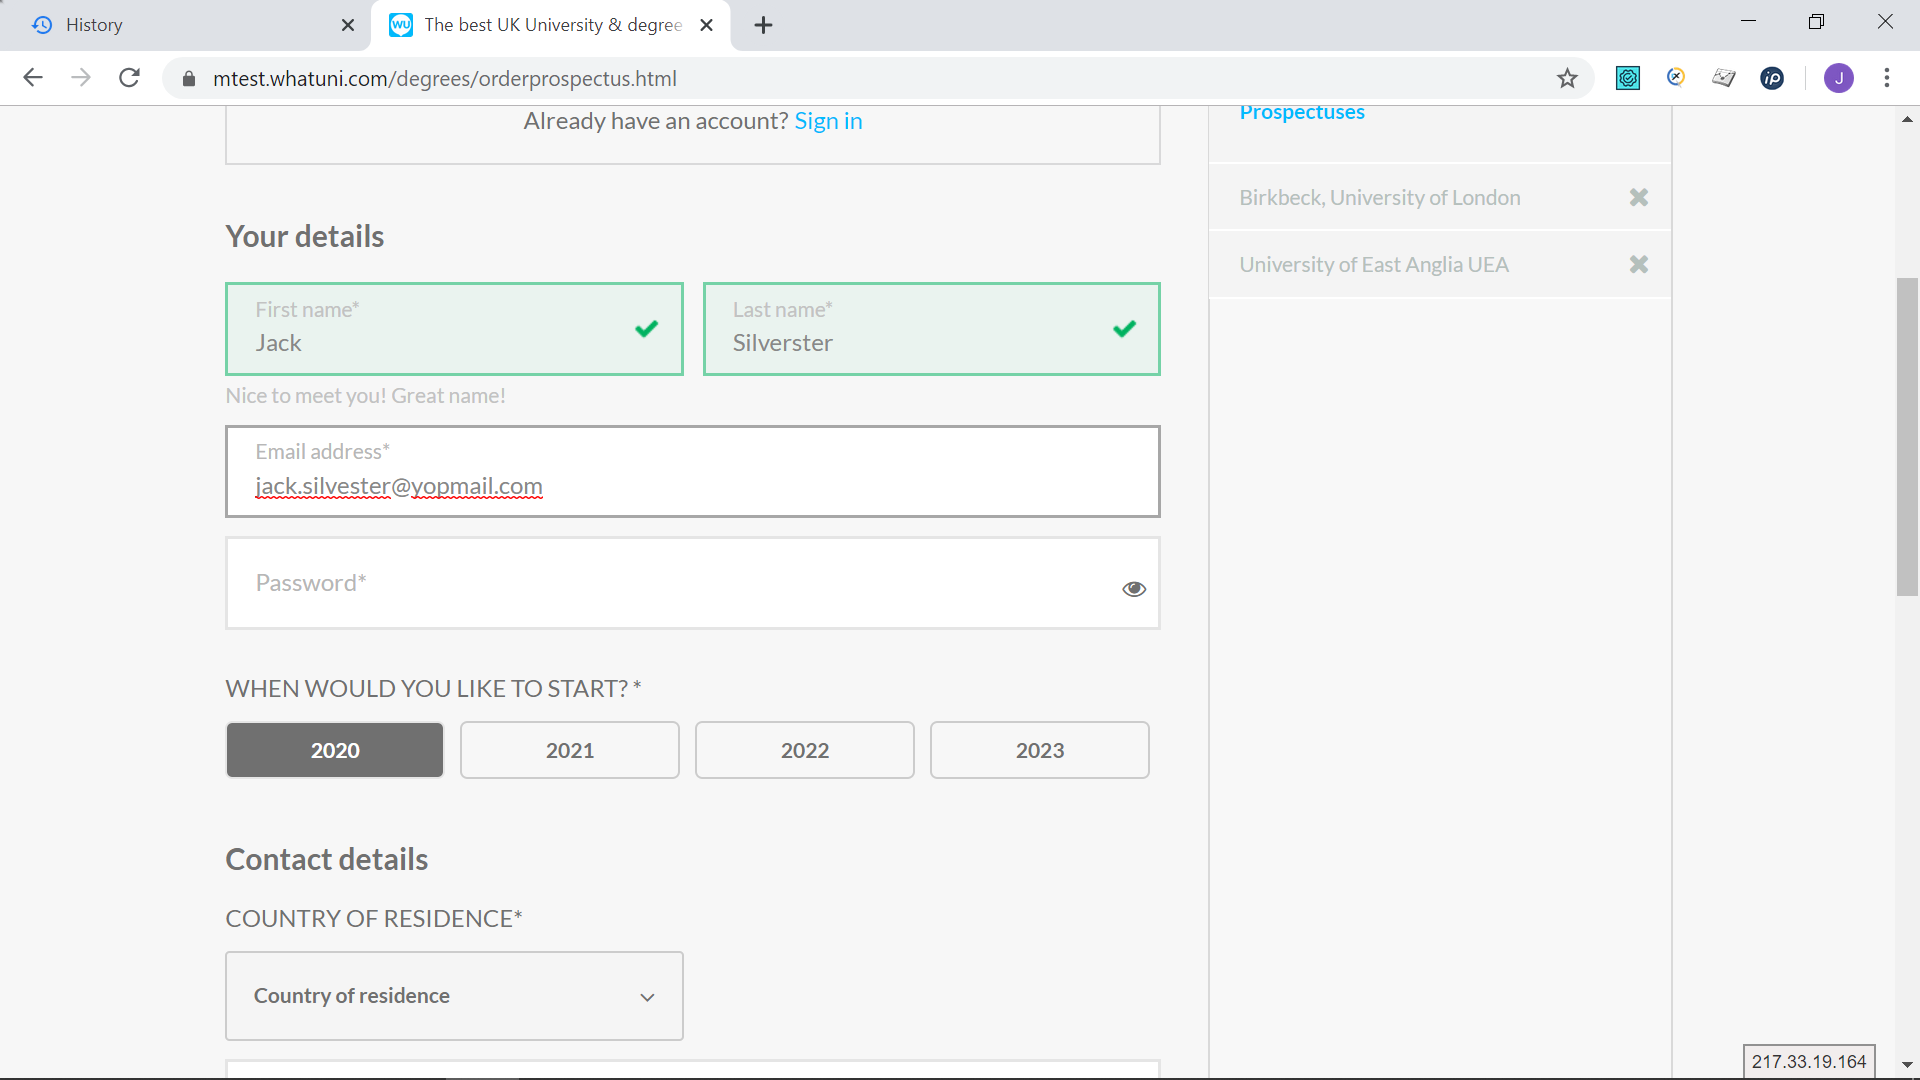 History
The best UK University & degree
mtest.whatuni.com/degrees/orderprospectus.html
J
Already have an account? Sign in
Prospectuses
Birkbeck, University of London
University of East Anglia UEA
Your details
First name*
Jack
Last name*
Silverster
Nice to meet you! Great name!
Email address*
jack.silvester@yopmail.com
Password*
WHEN WOULD YOU LIKE TO START? *
2020
2021
2022
2023
Contact details
COUNTRY OF RESIDENCE*
Country of residence
217.33.19.164
WU
ip